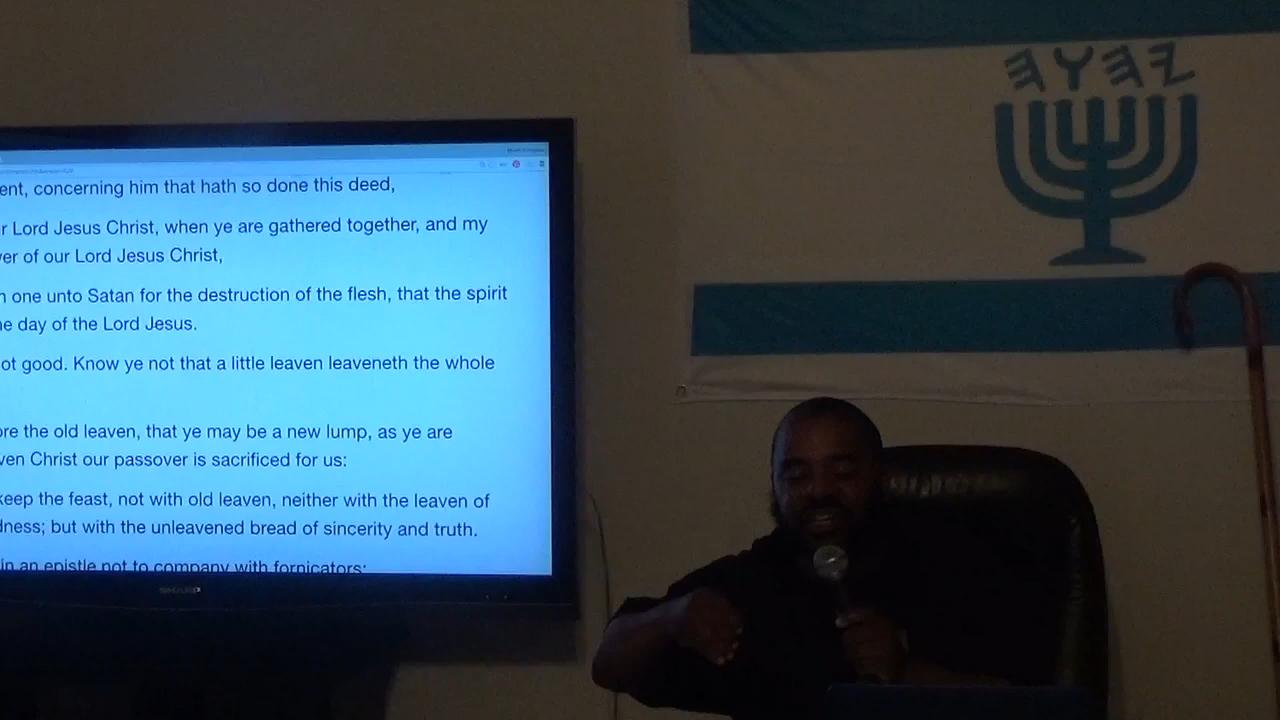 ent, concerning him that hath so done this deed,
r Lord Jesus Christ, when ye are gathered together, and my
er of our Lord Jesus Christ,
one unto Satan for the destruction of the flesh, that the spirit
e day of the Lord Jesus.
ot good. Know ye not that a little leaven leaveneth the whole
re the old leaven, that ye may be a new lump, as ye are
ven Christ our passover is sacrificed for us:
keep the feast, not with old leaven, neither with the leaven of
dness; but with the unleavened bread of sincerity and truth.
in an epistle not to company with fornicators:
𐤉𐤄𐤅𐤄